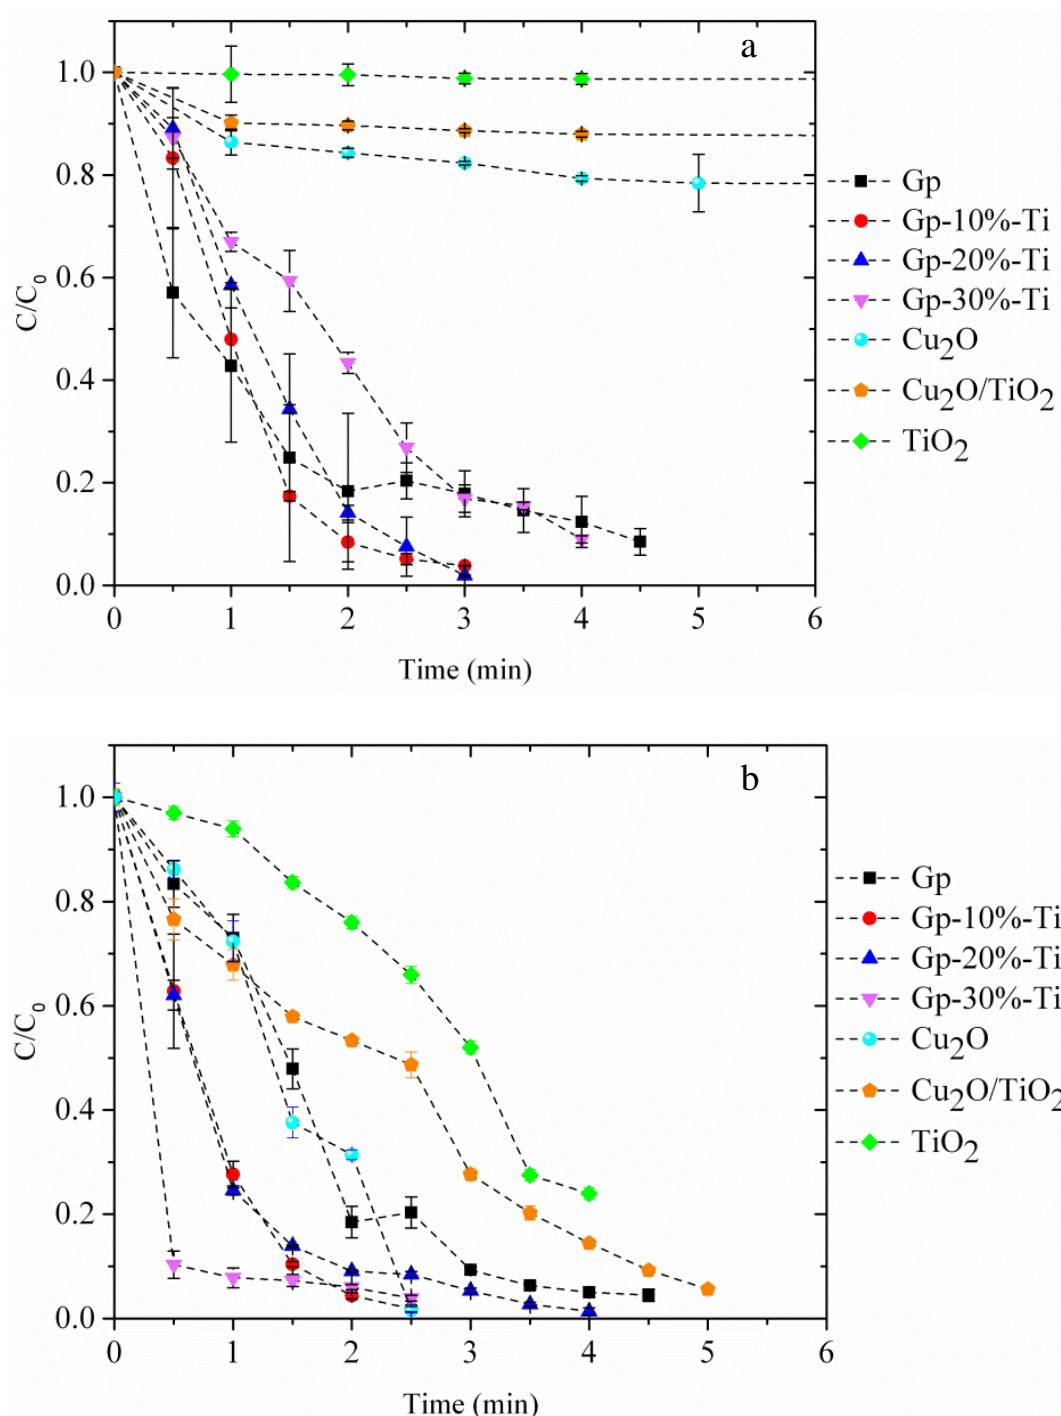 a
1.0
0.8
0.6
0.4
0.2
0.0
C/C0
0 1 2 3 4 5 6
Time (min)
Gp
Gp-10%-Ti
Gp-20%-Ti
Gp-30%-Ti
Cu2O
Cu2O/TiO2
TiO2
b
1.0
0.8
0.6
0.4
0.2
0.0
C/C0
0 1 2 3 4 5 6
Time (min)
Gp
Gp-10%-Ti
Gp-20%-Ti
Gp-30%-Ti
Cu2O
Cu2O/TiO2
TiO2